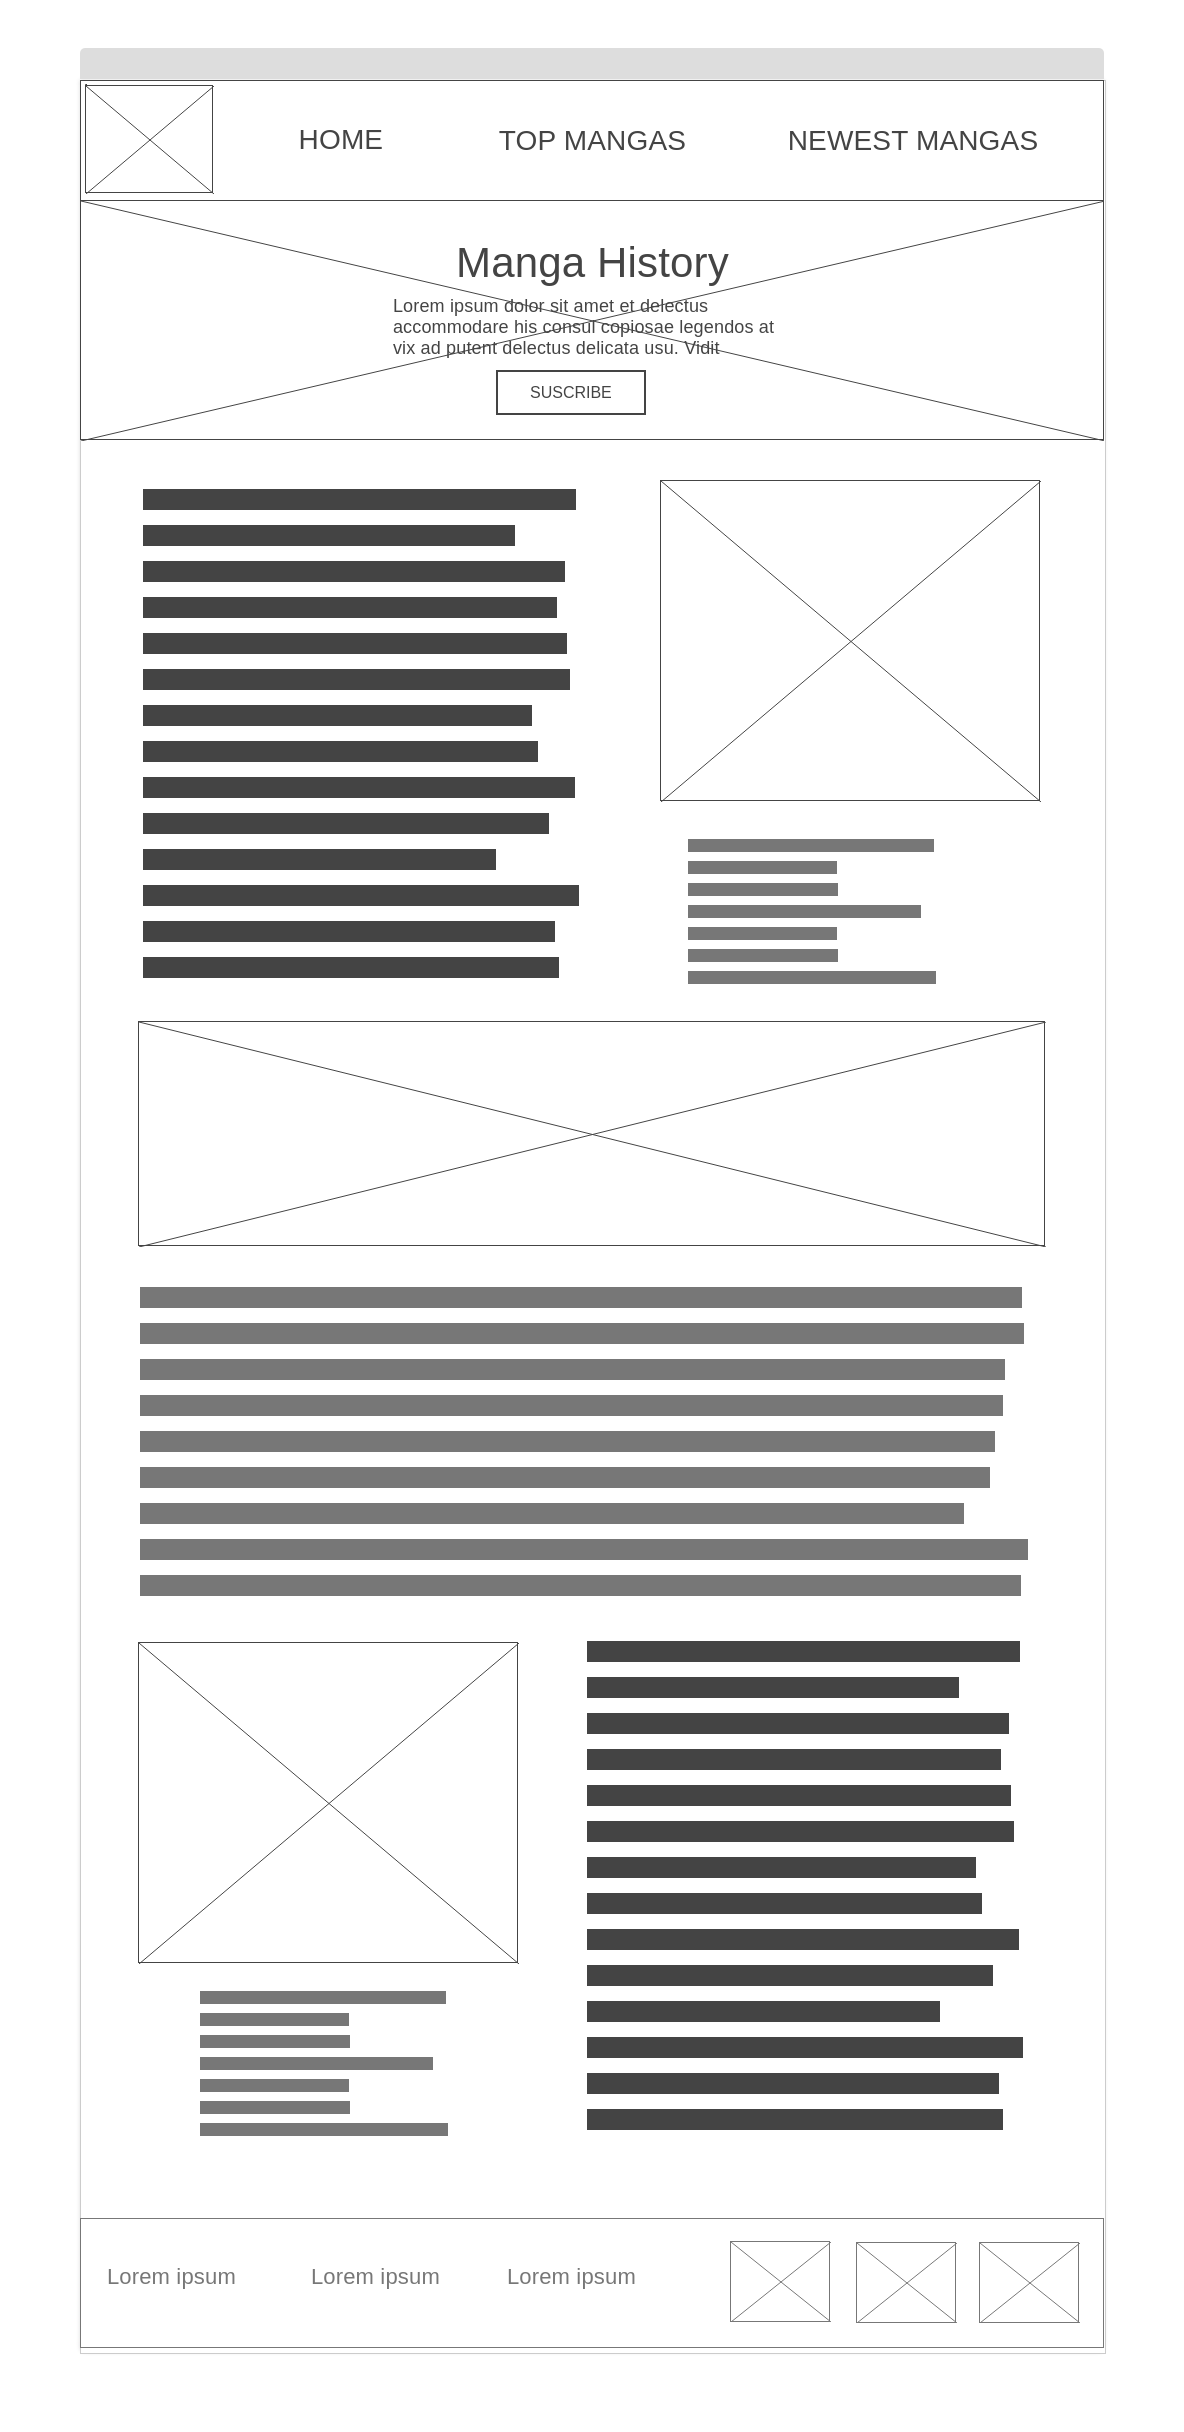 HOME
TOP MANGAS
NEWEST MANGAS
Manga History
Lorem ipsum dolor sit amet et delectus
accommodare his consul copiosae legendos at
vix ad putent delectus delicata usu. Vidit
SUSCRIBE
Lorem ipsum
Lorem ipsum
Lorem ipsum